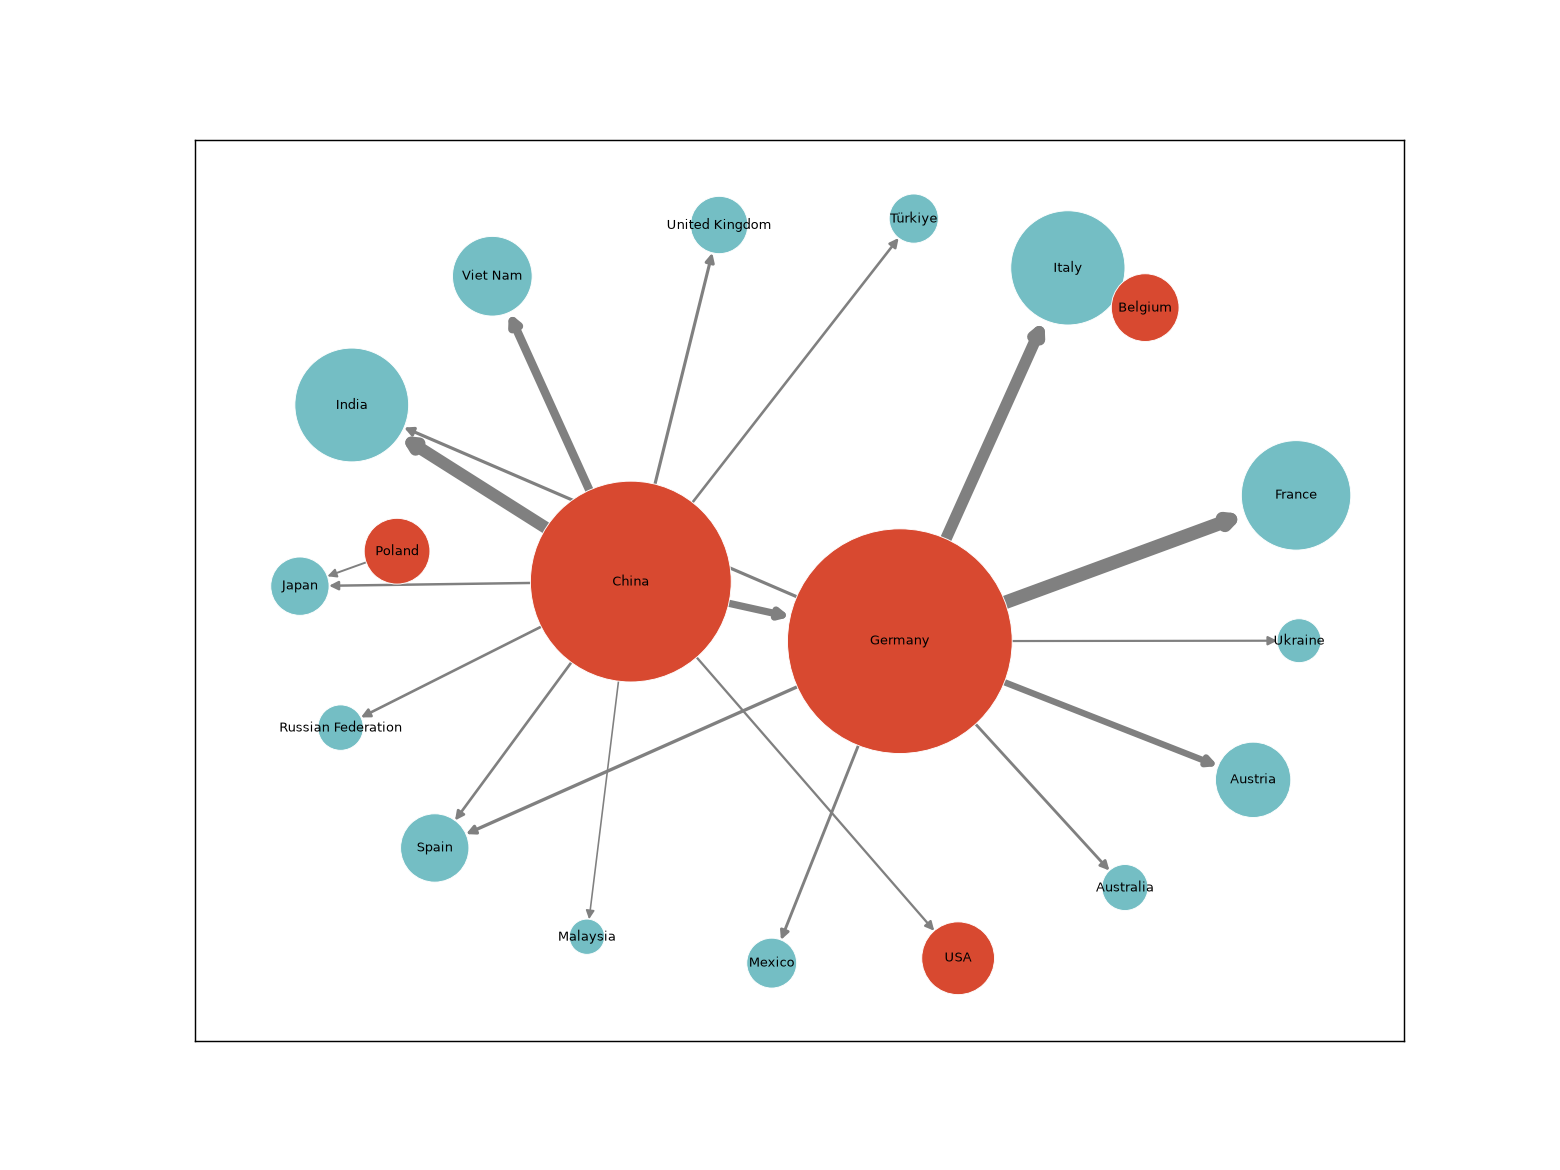 Türkiye
United Kingdom
Italy
Viet Nam
Belgium
India
France
Poland
China
Japan
Germany
Ukraine
Russian Federation
Austria
Spain
Australia
Malaysia
USA
Mexico